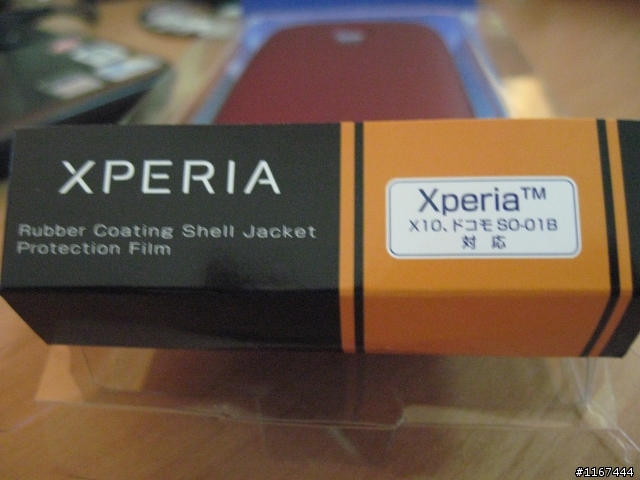 XPERIA
Rubber Coating Shell Jacket
Protection Film
Xperia™
X10、ドコモ SO-01B
対 応
#1167444